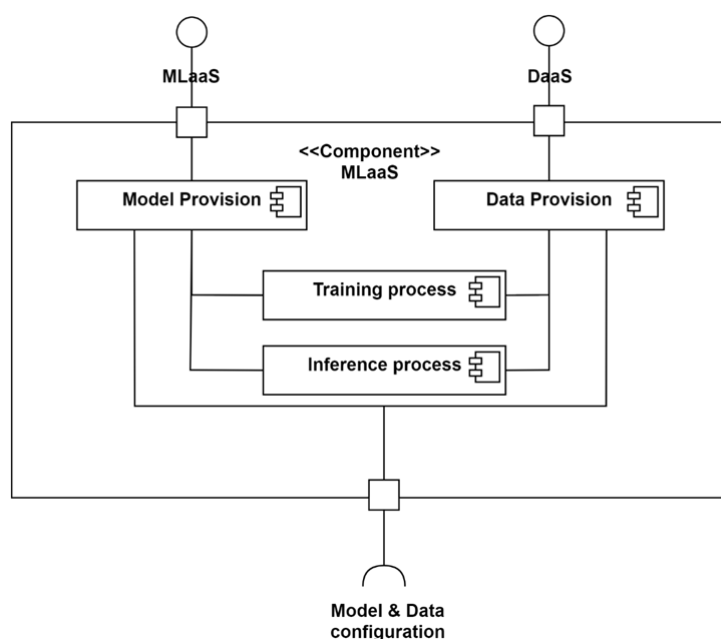 MLaaS
DaaS
<<Component>>
MLaaS
Model Provision
Data Provision
Training process
Inference process
Model & Data
configuration